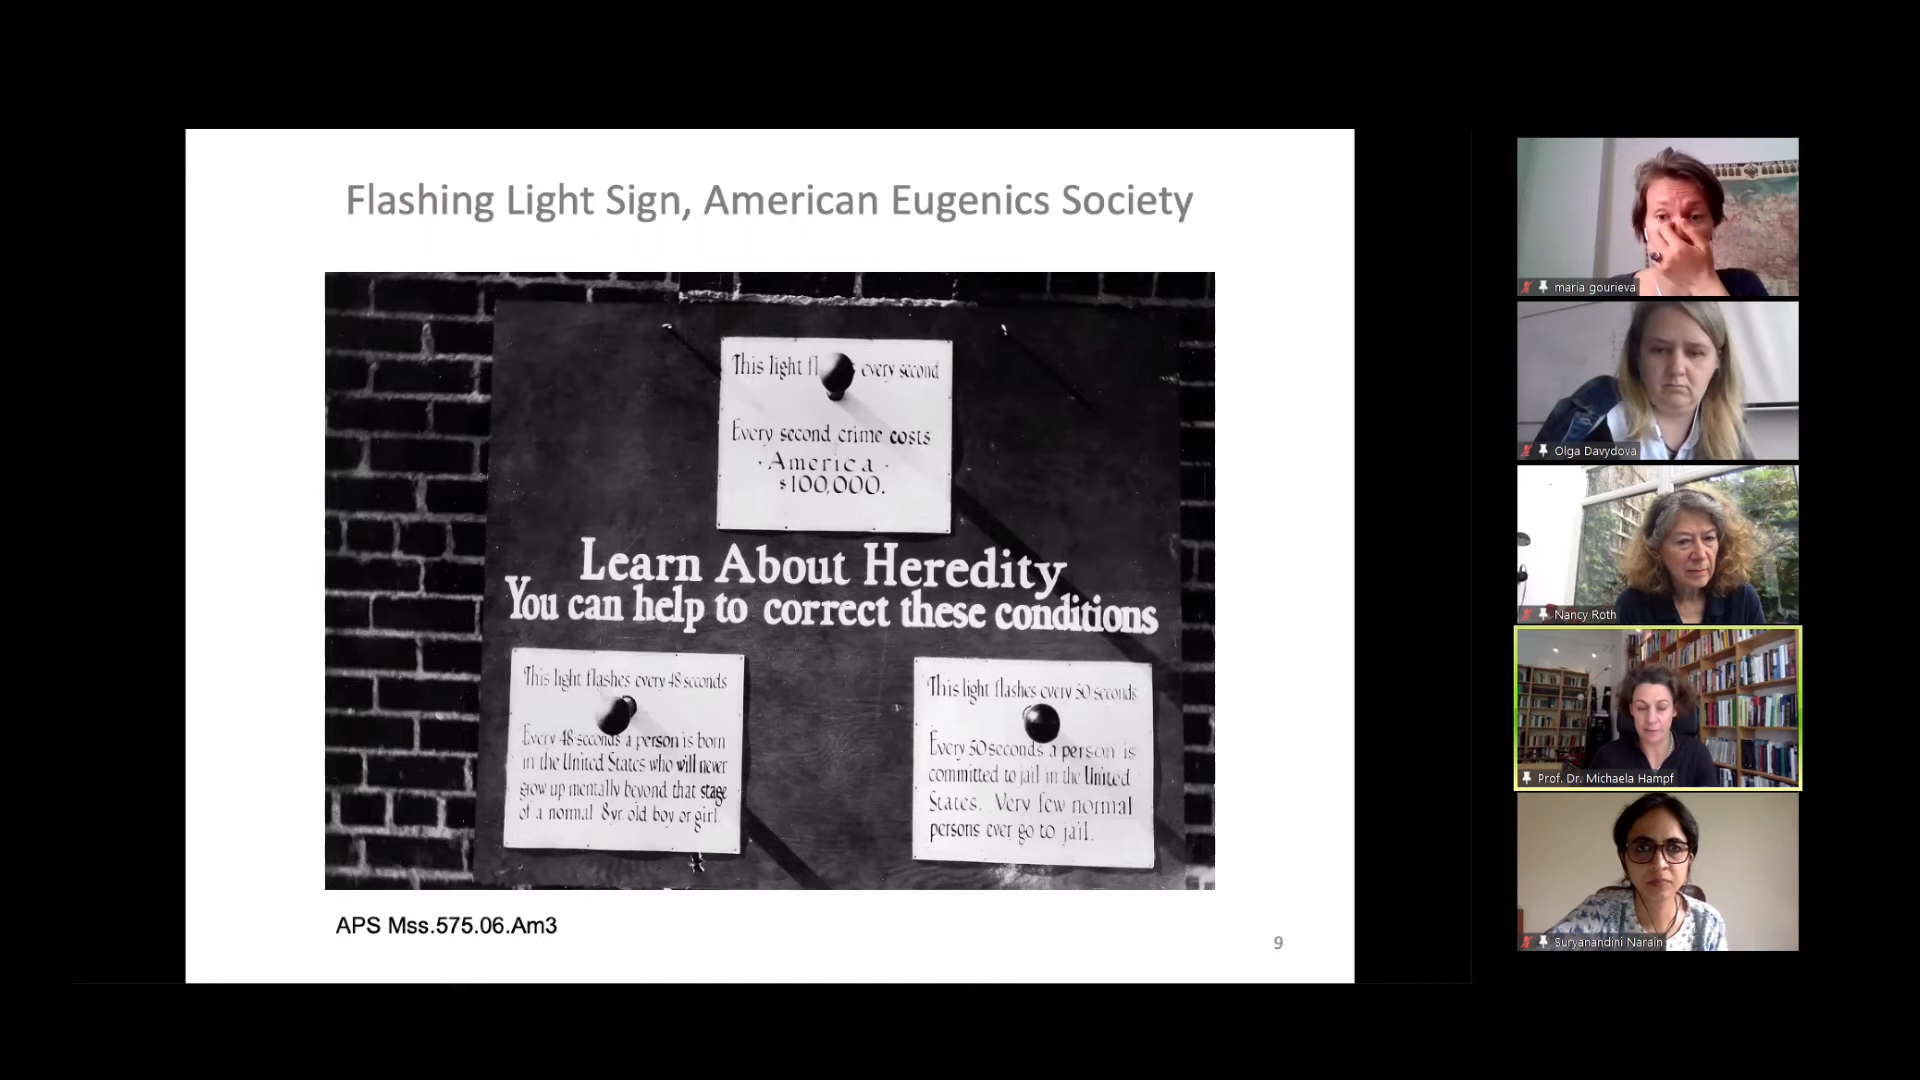 Flashing Light Sign, American Eugenics Society
This light fl every second
Every second crime costs
· America ·
$100,000.
Learn About Heredity
You can help to correct these conditions
This light flashes every 48 seconds
Every 48 seconds a person is born
in the United States who will never
grow up mentally beyond that stage
of a normal 8yr. old boy or girl.
This light flashes every 50 seconds
Every 50 seconds a person is
committed to jail in the United
States. Very few normal
persons ever go to jail.
APS Mss.575.06.Am3
9
maria gourieva
Olga Davydova
Nancy Roth
Prof. Dr. Michaela Hampf
Suryanandini Narain